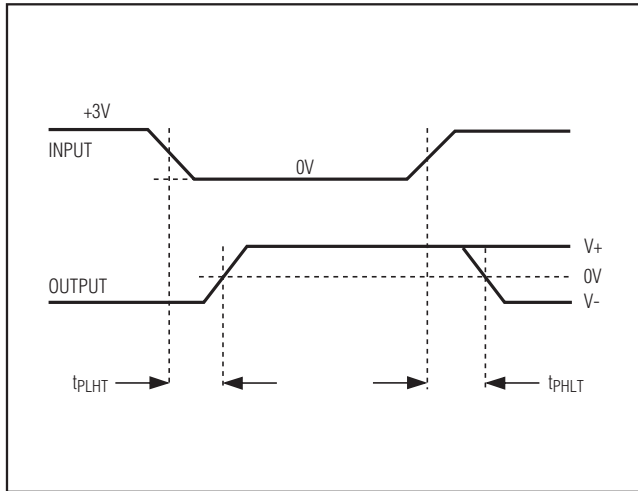 +3V
INPUT
0V
V+
0V
OUTPUT
V-
tPLHT
tPHLT